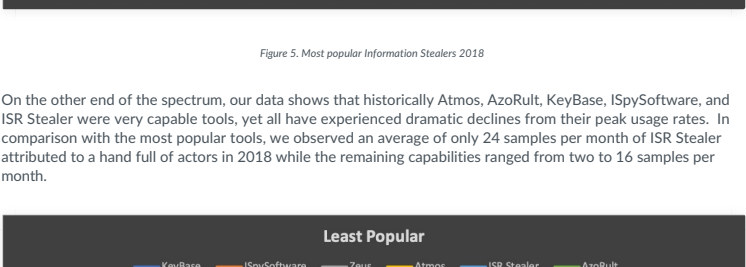 Figure 5. Most popular Information Stealers 2018
On the other end of the spectrum, our data shows that historically Atmos, AzoRult, KeyBase, ISpySoftware, and
ISR Stealer were very capable tools, yet all have experienced dramatic declines from their peak usage rates.  In
comparison with the most popular tools, we observed an average of only 24 samples per month of ISR Stealer
attributed to a hand full of actors in 2018 while the remaining capabilities ranged from two to 16 samples per
month.
Least Popular
KeyBase ISpySoftware Zeus Atmos ISR Stealer AzoRult